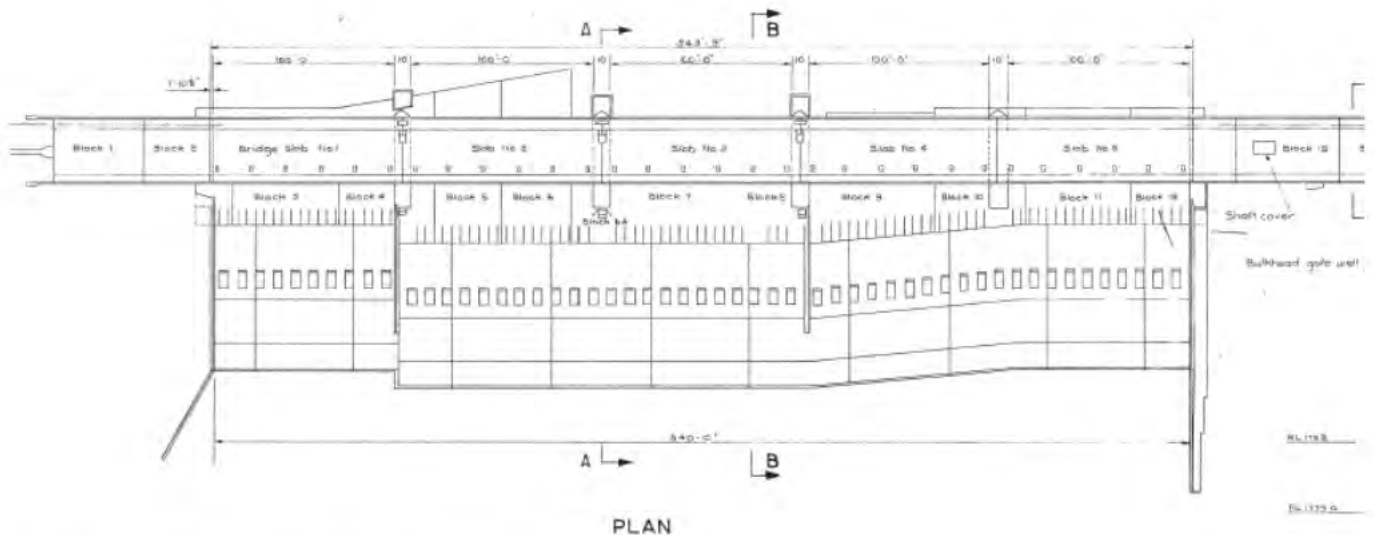 A B
100'-0" 10' 100'-0" 10' 10' 100'-0" 10' 100'-0"
Block 1 Block 2 Bridge Slab No.1 Slab No 2 Slab No 3 Slab No 4 Slab No 5 Block 13
Block 3 Block 4 Block 5 Block 6 Block 7 Block 8 Block 9 Block 10 Block 11 Block 12
Block 6A
Shaft cover
Bulkhead gate well
540'-0"
A B
PLAN